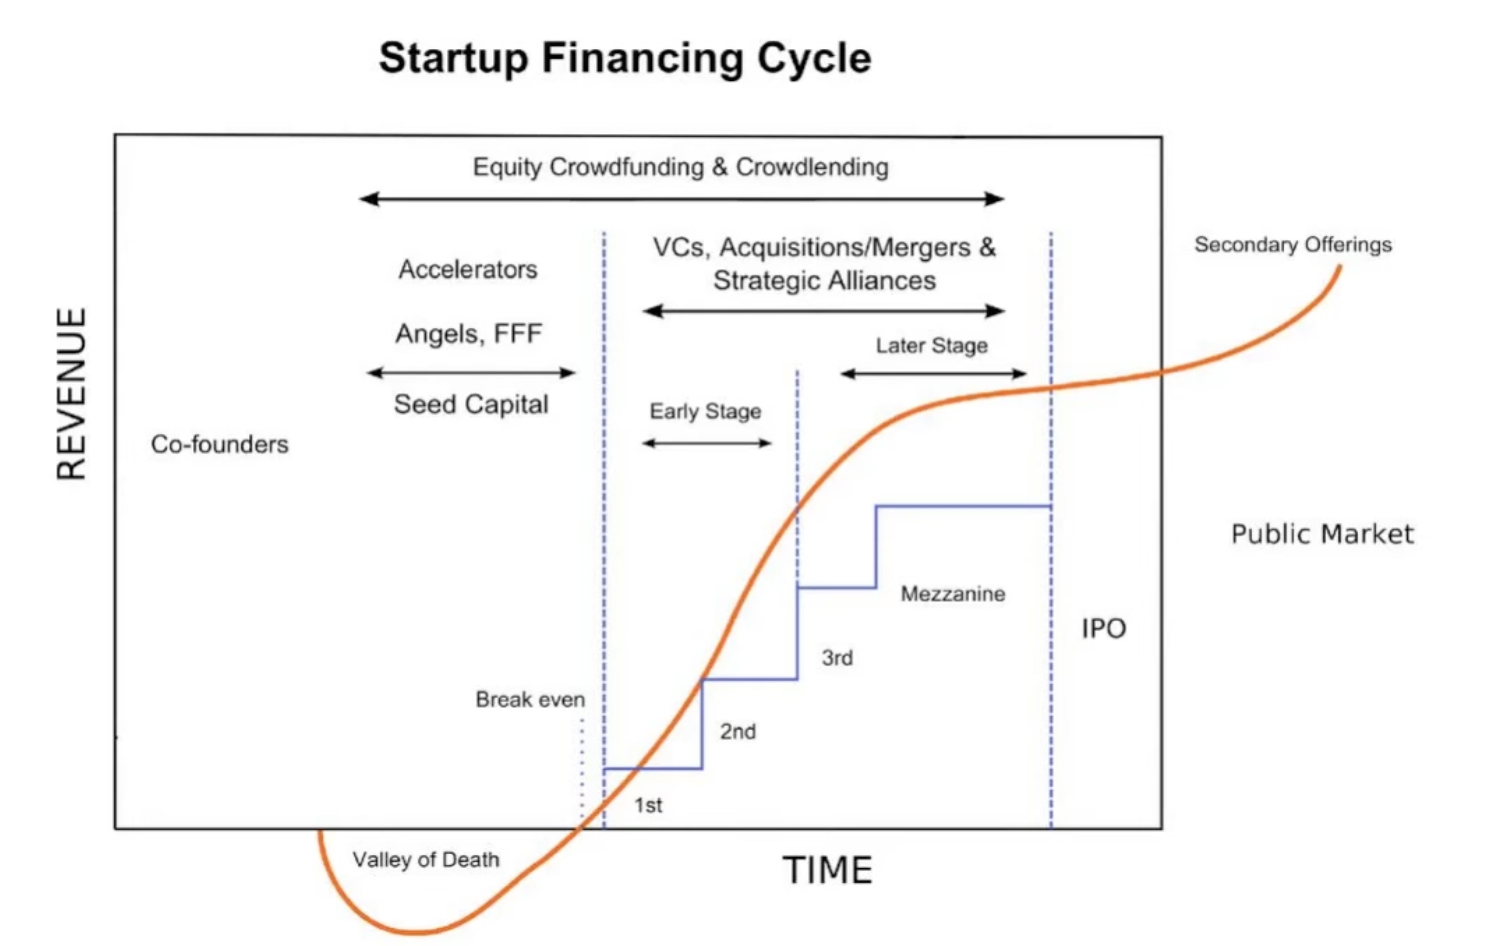 Startup Financing Cycle
Equity Crowdfunding & Crowdlending
VCs, Acquisitions/Mergers &
Strategic Alliances
Accelerators
Angels, FFF
Seed Capital
Later Stage
Early Stage
Secondary Offerings
REVENUE
Co-founders
Public Market
Mezzanine
IPO
3rd
Break even
2nd
1st
Valley of Death
TIME